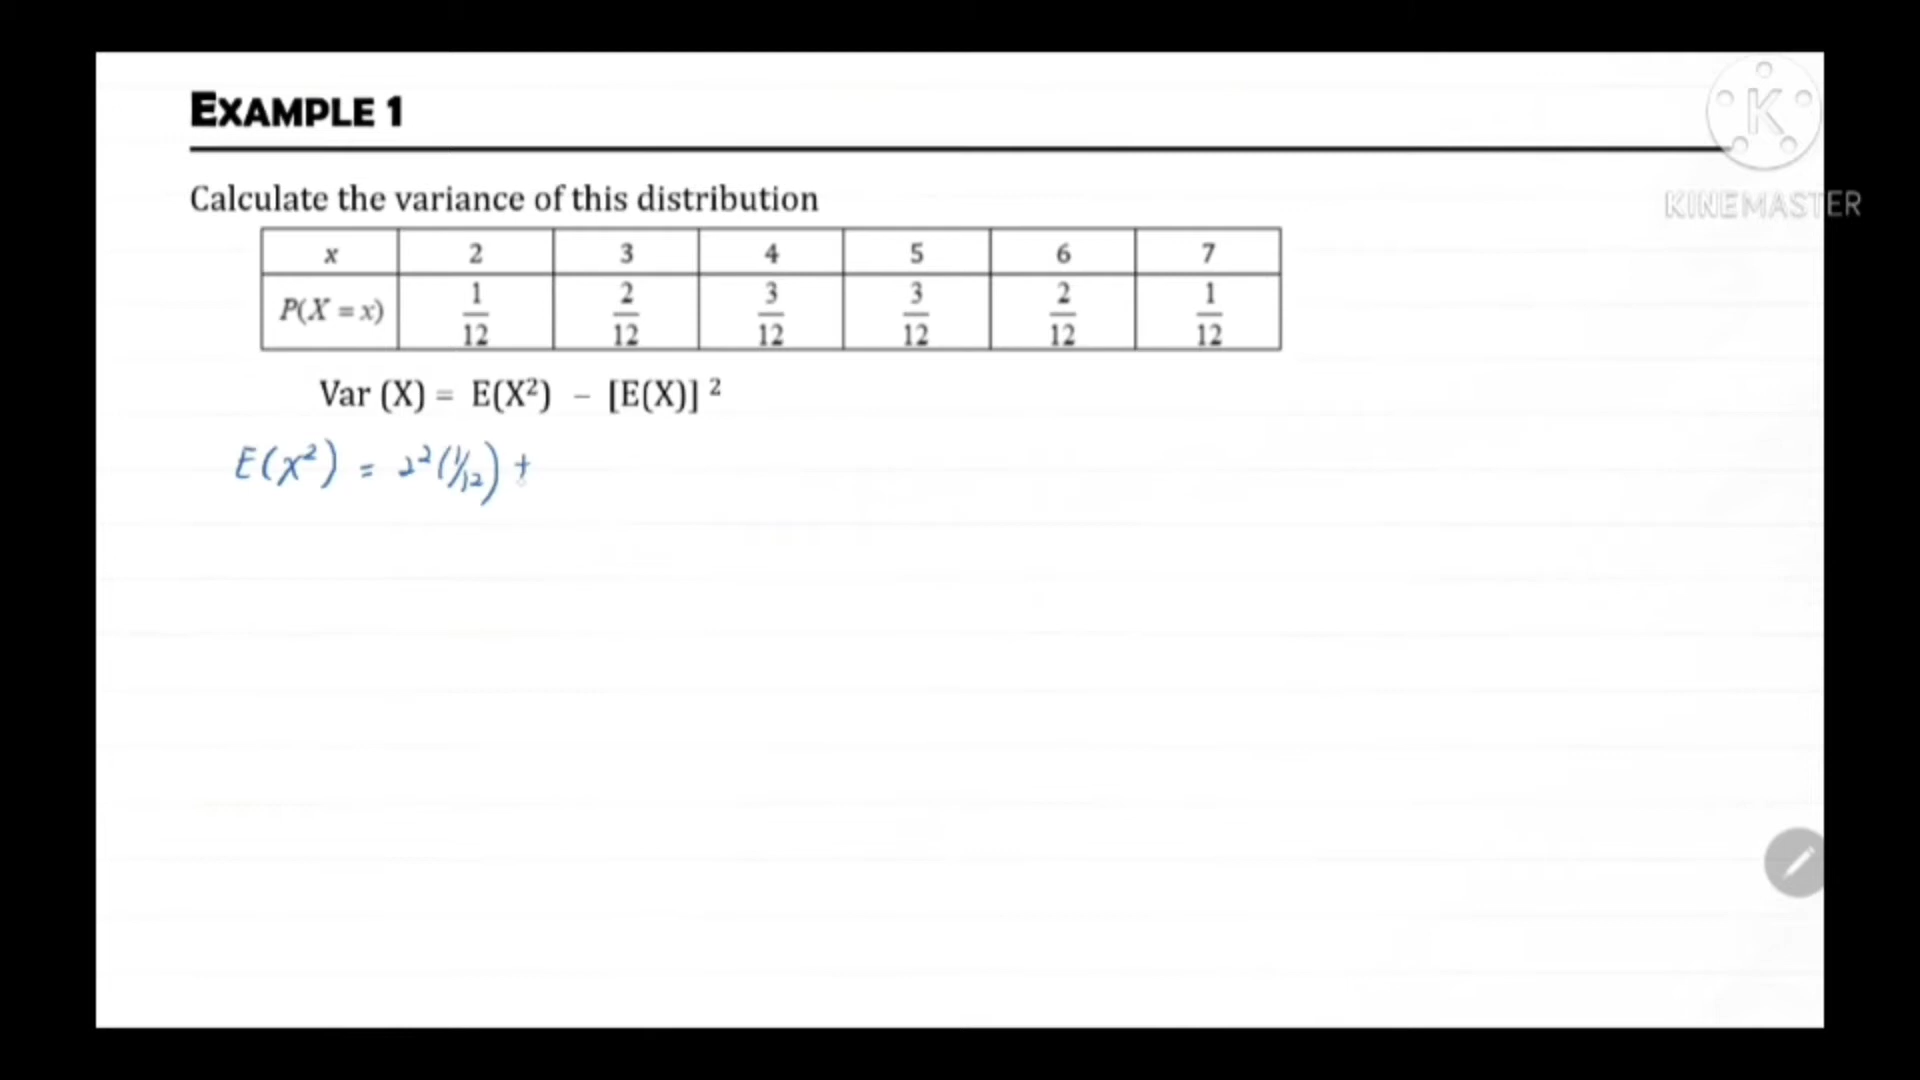 EXAMPLE 1
K
KINEMASTER
Calculate the variance of this distribution
x 2 3 4 5 6 7
P(X = x) 1/12 2/12 3/12 3/12 2/12 1/12
Var (X) = E(X²) – [E(X)] ²
E(X²) = 2²(1/12) +